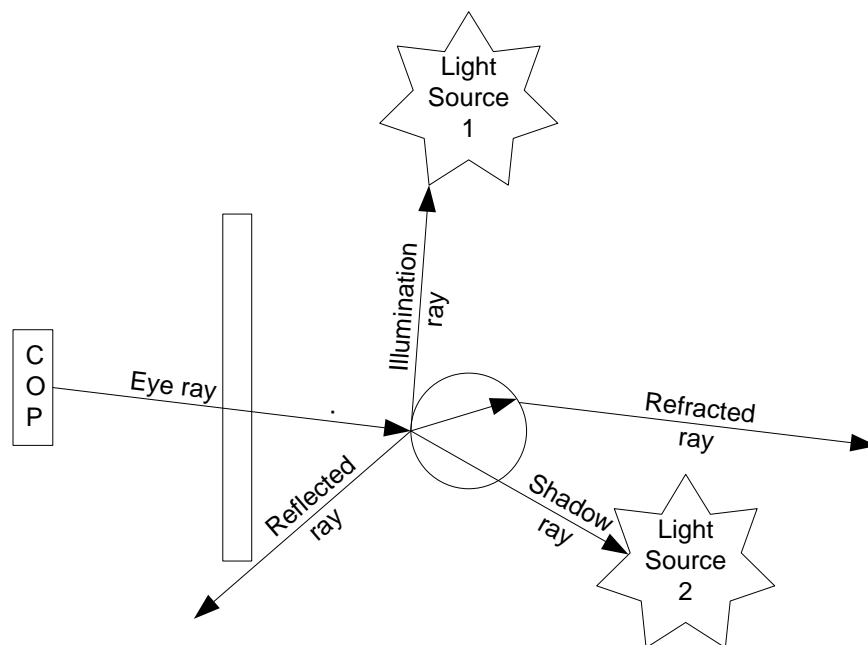 Light
Source
1
Illumination
ray
C
O
P
Eye ray
Refracted
ray
Reflected
ray
Shadow
ray
Light
Source
2